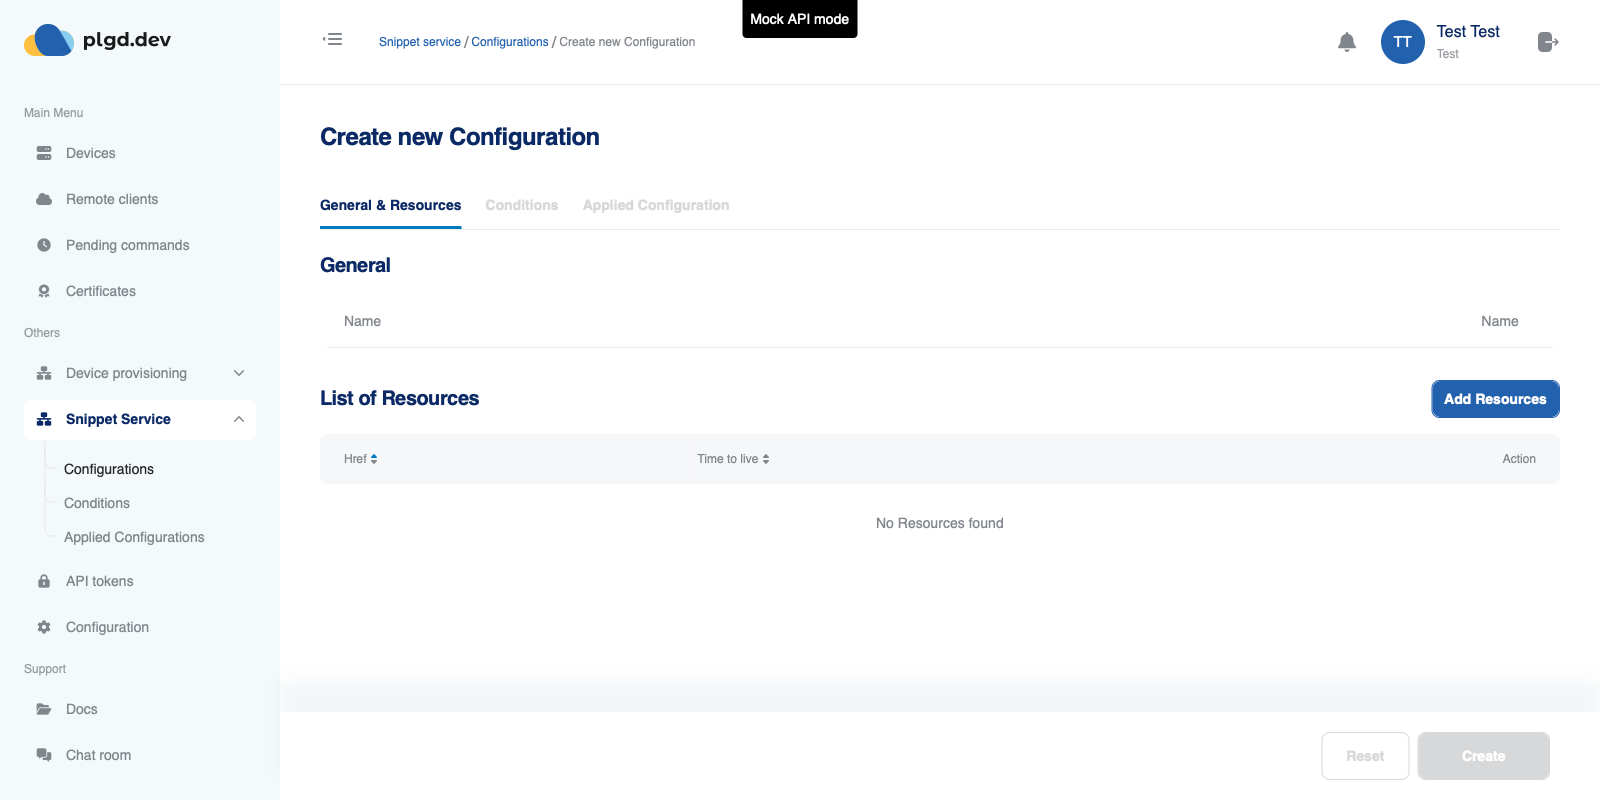 Mock API mode
plgd.dev
Snippet service / Configurations / Create new Configuration
TT
Test Test
Test
Main Menu
Devices
Remote clients
Pending commands
Certificates
Others
Device provisioning
Snippet Service
Configurations
Conditions
Applied Configurations
API tokens
Configuration
Support
Docs
Chat room
Create new Configuration
General & Resources Conditions Applied Configuration
General
Name Name
List of Resources
Add Resources
Href Time to live Action
No Resources found
Reset Create